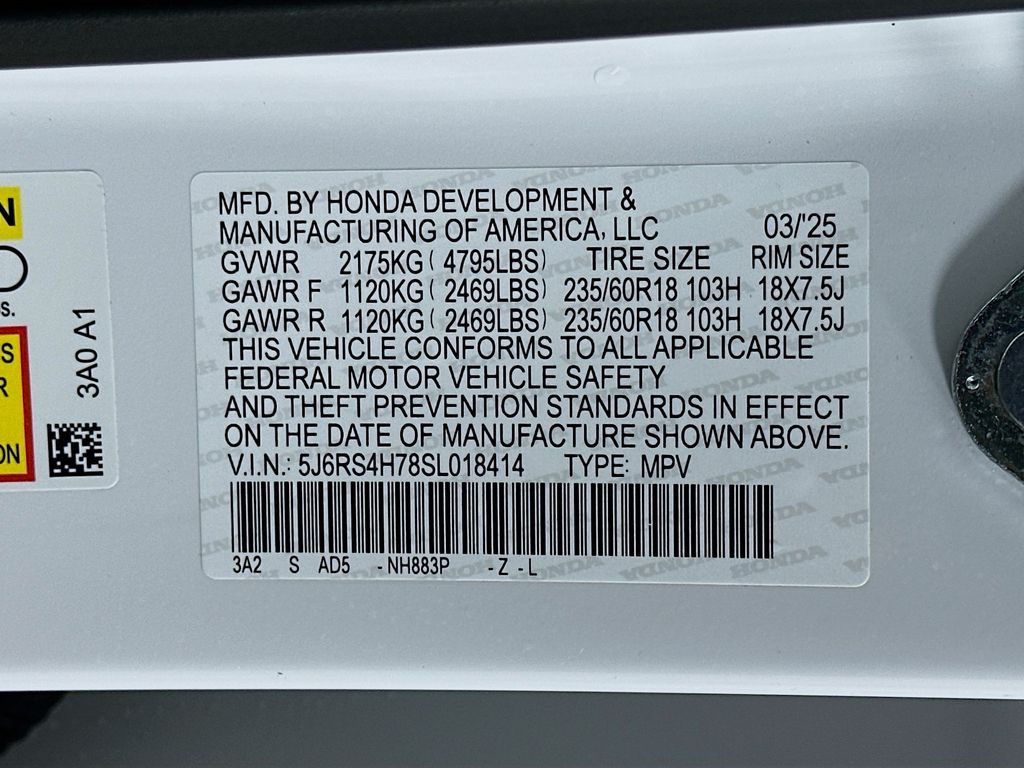 MFD. BY HONDA DEVELOPMENT &
MANUFACTURING OF AMERICA, LLC 03/'25
GVWR 2175KG ( 4795LBS) TIRE SIZE RIM SIZE
GAWR F 1120KG ( 2469LBS) 235/60R18 103H 18X7.5J
GAWR R 1120KG ( 2469LBS) 235/60R18 103H 18X7.5J
THIS VEHICLE CONFORMS TO ALL APPLICABLE
FEDERAL MOTOR VEHICLE SAFETY
AND THEFT PREVENTION STANDARDS IN EFFECT
ON THE DATE OF MANUFACTURE SHOWN ABOVE.
V.I.N.: 5J6RS4H78SL018414 TYPE: MPV
3A2 S AD5 -NH883P -Z -L
3A0 A1